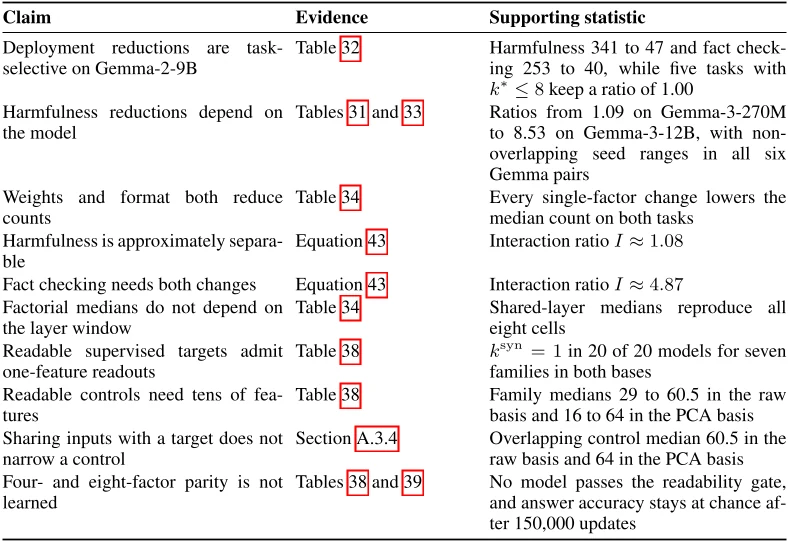 Claim Evidence Supporting statistic
Deployment reductions are task- Table 32 Harmfulness 341 to 47 and fact check-
selective on Gemma-2-9B ing 253 to 40, while five tasks with
k* ≤ 8 keep a ratio of 1.00
Harmfulness reductions depend on Tables 31 and 33 Ratios from 1.09 on Gemma-3-270M
the model to 8.53 on Gemma-3-12B, with non-
overlapping seed ranges in all six
Gemma pairs
Weights and format both reduce Table 34 Every single-factor change lowers the
counts median count on both tasks
Harmfulness is approximately separa- Equation 43 Interaction ratio I ≈ 1.08
ble
Fact checking needs both changes Equation 43 Interaction ratio I ≈ 4.87
Factorial medians do not depend on Table 34 Shared-layer medians reproduce all
the layer window eight cells
Readable supervised targets admit Table 38 k^syn = 1 in 20 of 20 models for seven
one-feature readouts families in both bases
Readable controls need tens of fea- Table 38 Family medians 29 to 60.5 in the raw
tures basis and 16 to 64 in the PCA basis
Sharing inputs with a target does not Section A.3.4 Overlapping control median 60.5 in the
narrow a control raw basis and 64 in the PCA basis
Four- and eight-factor parity is not Tables 38 and 39 No model passes the readability gate,
learned and answer accuracy stays at chance af-
ter 150,000 updates